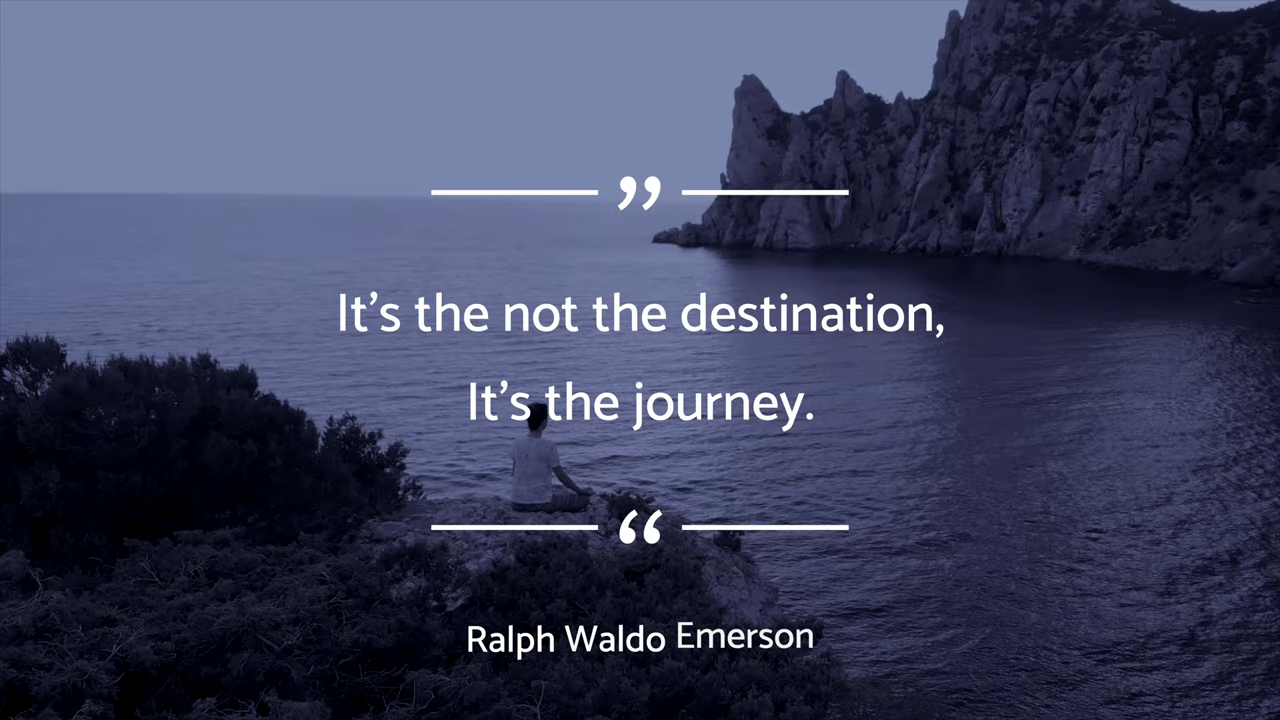 ”
It’s the not the destination,
It’s the journey.
“
Ralph Waldo Emerson